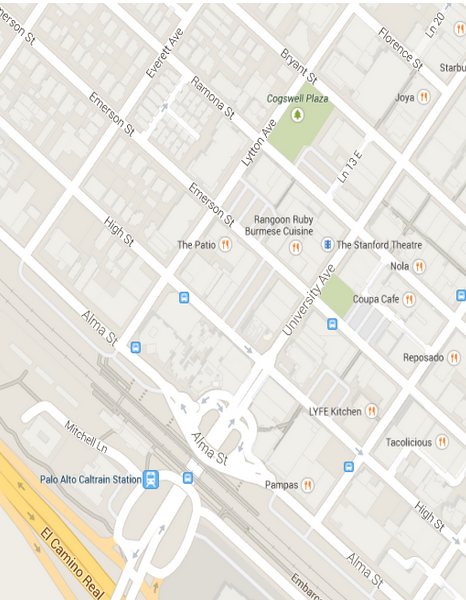 merson St
Everett Ave
Bryant St
Florence St
Ln 20
Starbu
Joya
Ramona St
Cogswell Plaza
Emerson St
Lytton Ave
Ln 13 E
Emerson St
High St
Rangoon Ruby
Burmese Cuisine
The Patio
The Stanford Theatre
Nola
University Ave
Coupa Cafe
Alma St
Reposado
LYFE Kitchen
Mitchell Ln
Alma St
Tacolicious
Palo Alto Caltrain Station
Pampas
High St
El Camino Real
Alma St
Embarc